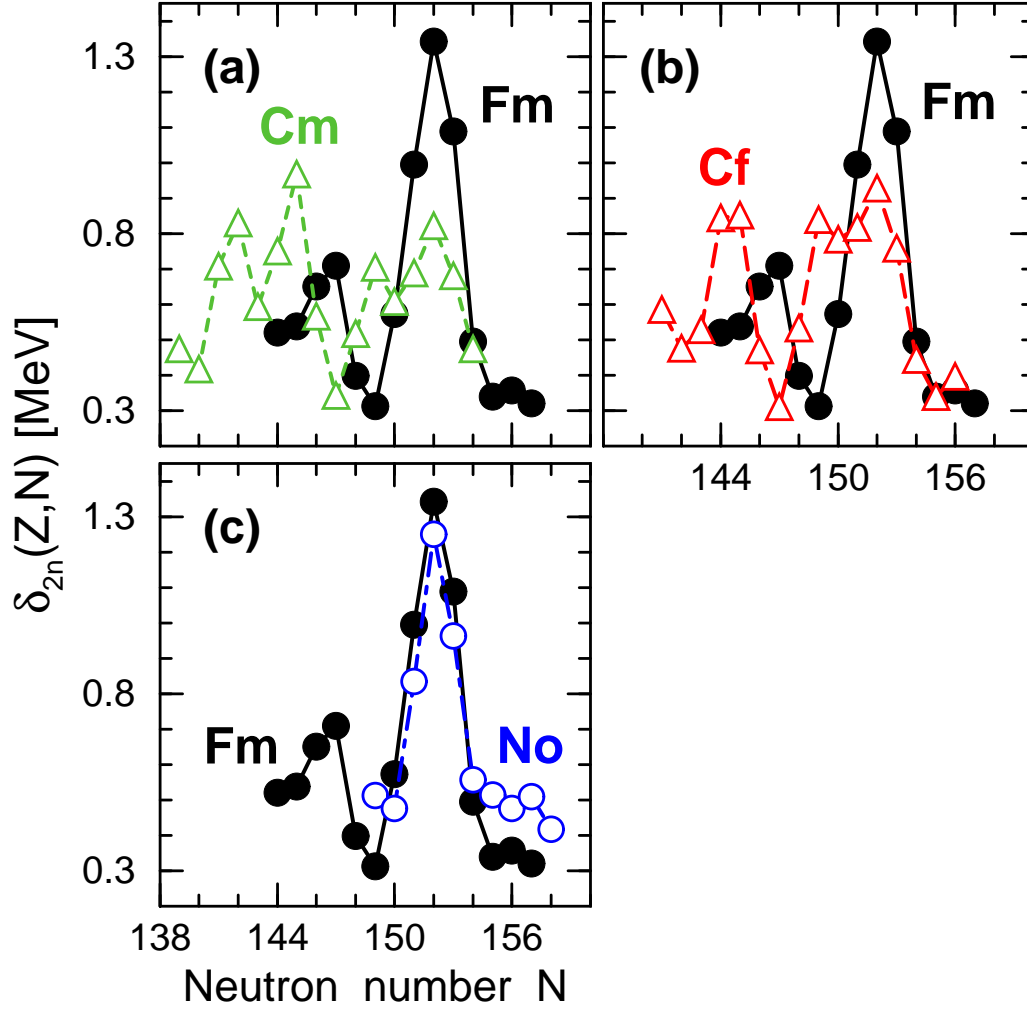 (a)
Cm
Fm
1.3
0.8
0.3
(b)
Cf
Fm
144 150 156
δ2n(Z,N) [MeV]
(c)
Fm
No
1.3
0.8
0.3
138 144 150 156
Neutron number N